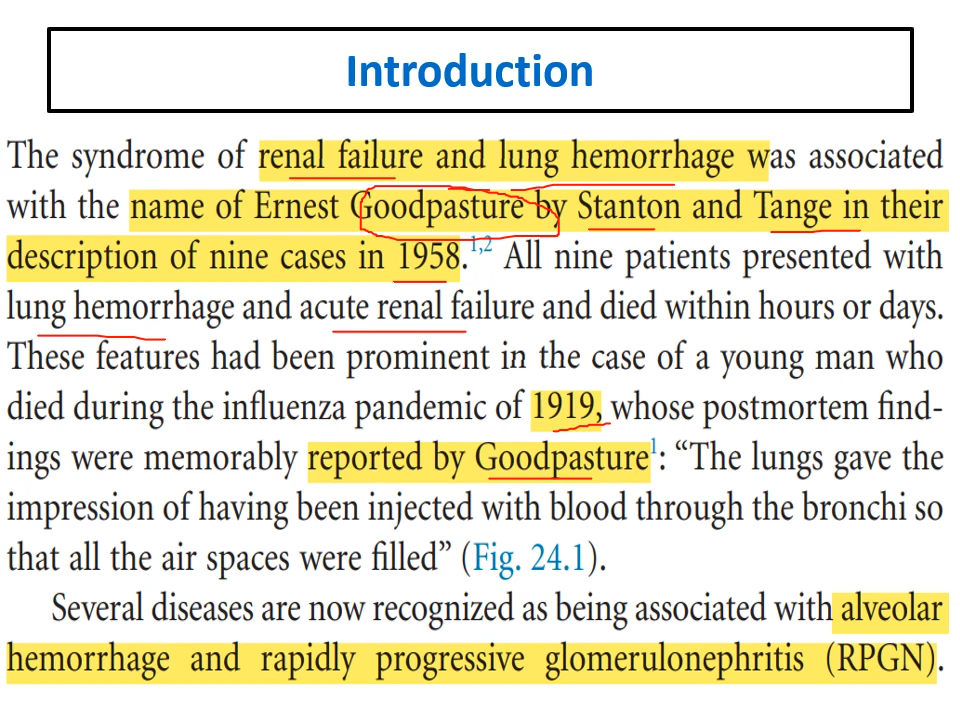 Introduction
The syndrome of renal failure and lung hemorrhage was associated
with the name of Ernest Goodpasture by Stanton and Tange in their
description of nine cases in 1958.1,2 All nine patients presented with
lung hemorrhage and acute renal failure and died within hours or days.
These features had been prominent in the case of a young man who
died during the influenza pandemic of 1919, whose postmortem find-
ings were memorably reported by Goodpasture1: “The lungs gave the
impression of having been injected with blood through the bronchi so
that all the air spaces were filled” (Fig. 24.1).
Several diseases are now recognized as being associated with alveolar
hemorrhage and rapidly progressive glomerulonephritis (RPGN).